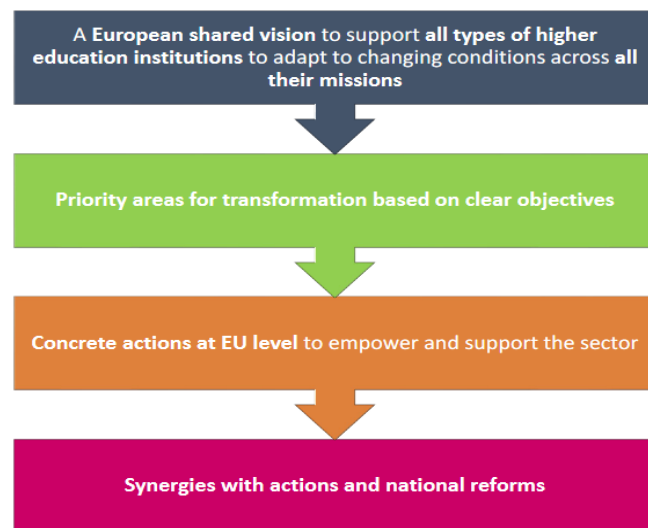 A European shared vision to support all types of higher
education institutions to adapt to changing conditions across all
their missions
Priority areas for transformation based on clear objectives
Concrete actions at EU level to empower and support the sector
Synergies with actions and national reforms